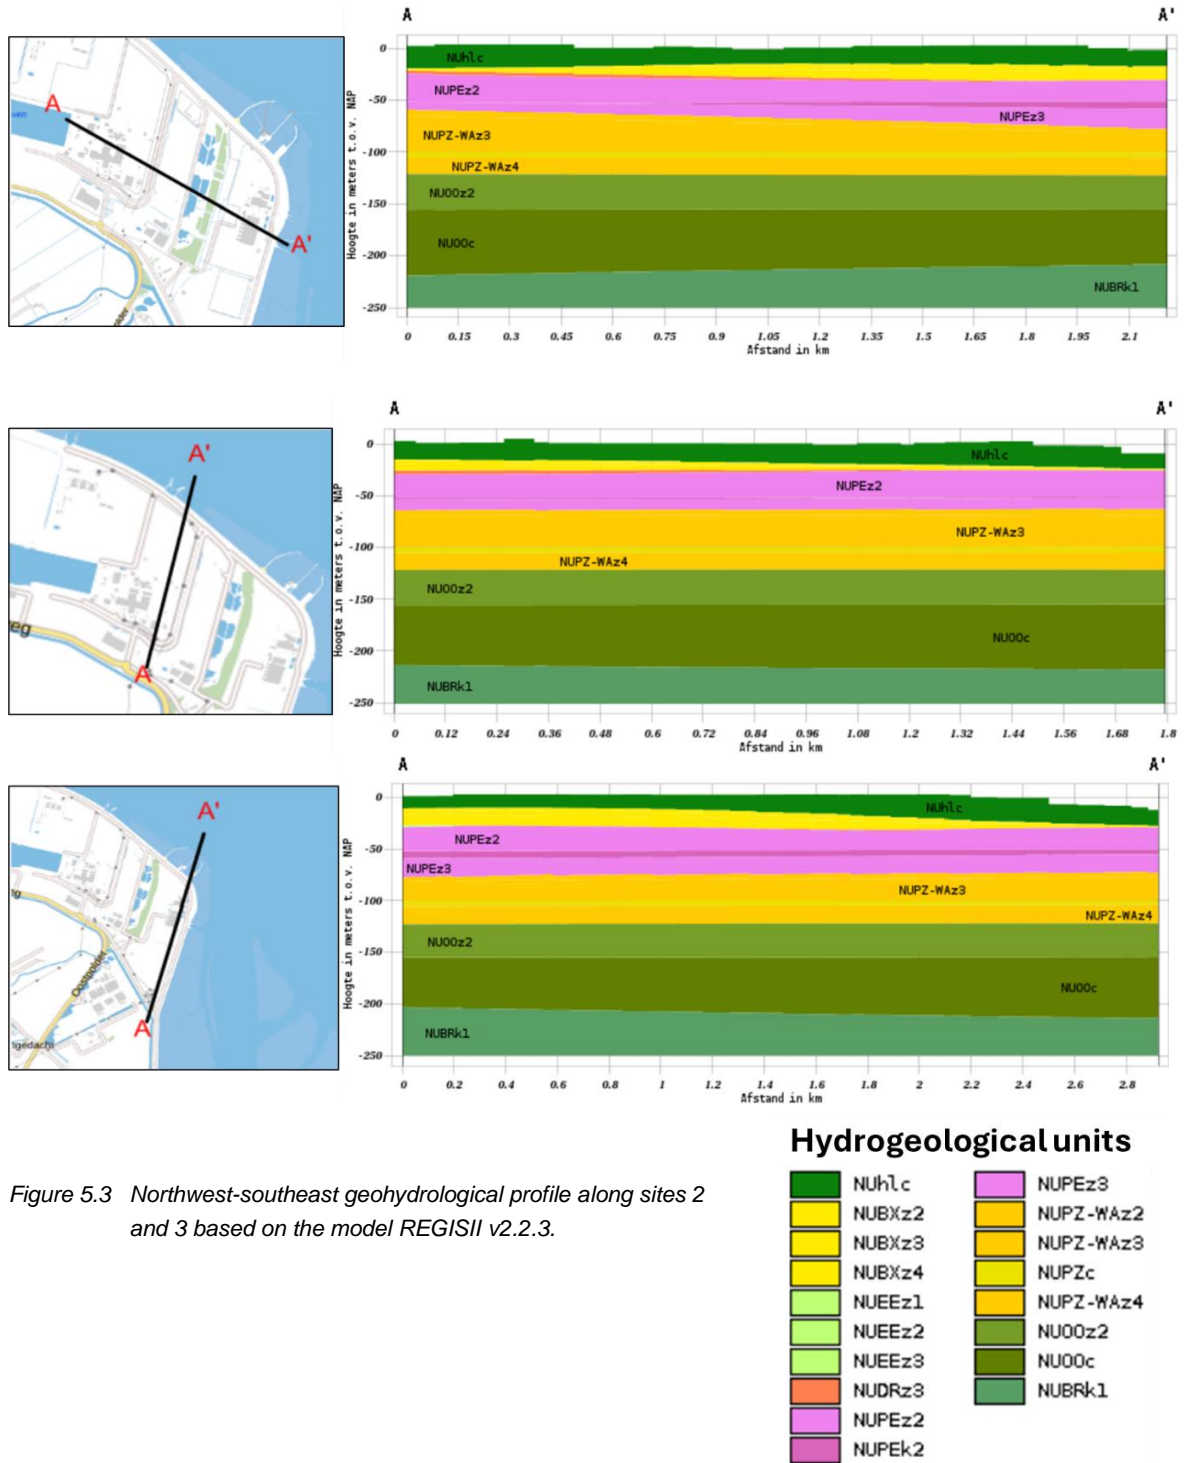 A
A'
Hoogte in meters t.o.v. NAP
0
-50
-100
-150
-200
-250
NUhlc
NUPEz2
NUPEz3
NUPZ-WAz3
NUPZ-WAz4
NUOOz2
NUOOc
NUBRk1
0 0.15 0.3 0.45 0.6 0.75 0.9 1.05 1.2 1.35 1.5 1.65 1.8 1.95 2.1
Afstand in km
A
A'
A
A'
Hoogte in meters t.o.v. NAP
0
-50
-100
-150
-200
-250
NUhlc
NUPEz2
NUPZ-WAz3
NUPZ-WAz4
NUOOz2
NUOOc
NUBRk1
0 0.12 0.24 0.36 0.48 0.6 0.72 0.84 0.96 1.08 1.2 1.32 1.44 1.56 1.68 1.8
Afstand in km
A'
A
eg
A
A'
Hoogte in meters t.o.v. NAP
0
-50
-100
-150
-200
-250
NUhlc
NUPEz2
NUPEz3
NUPZ-WAz3
NUPZ-WAz4
NUOOz2
NUOOc
NUBRk1
0 0.2 0.4 0.6 0.8 1 1.2 1.4 1.6 1.8 2 2.2 2.4 2.6 2.8
Afstand in km
A'
A
Oostpolder
Figure 5.3 Northwest-southeast geohydrological profile along sites 2
and 3 based on the model REGISII v2.2.3.
Hydrogeological units
NUhlc
NUBXz2
NUBXz3
NUBXz4
NUEEz1
NUEEz2
NUEEz3
NUDRz3
NUPEz2
NUPEk2
NUPEz3
NUPZ-WAz2
NUPZ-WAz3
NUPZc
NUPZ-WAz4
NUOOz2
NUOOc
NUBRk1